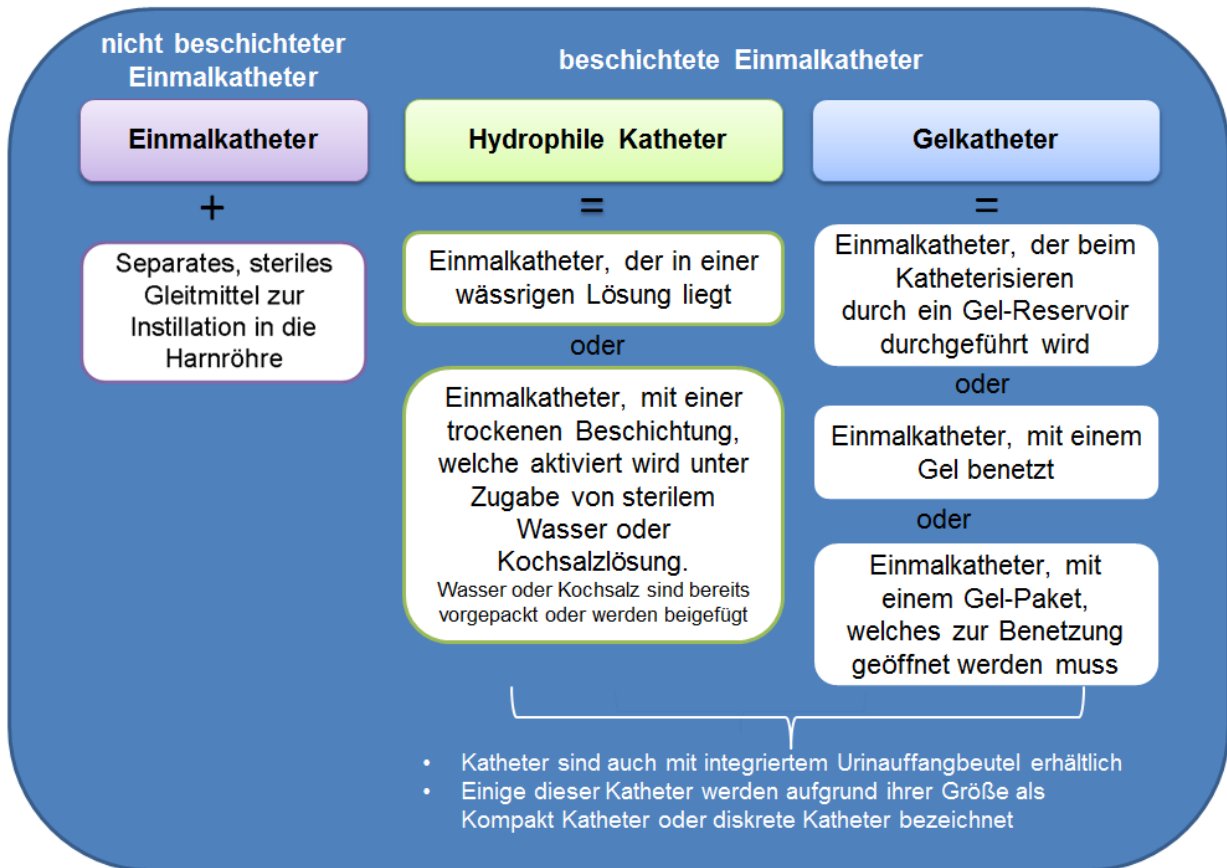 nicht beschichteter
Einmalkatheter
beschichtete Einmalkatheter
Einmalkatheter
+
Separates, steriles
Gleitmittel zur
Instillation in die
Harnröhre
Hydrophile Katheter
=
Einmalkatheter, der in einer
wässrigen Lösung liegt
oder
Einmalkatheter, mit einer
trockenen Beschichtung,
welche aktiviert wird unter
Zugabe von sterilem
Wasser oder
Kochsalzlösung.
Wasser oder Kochsalz sind bereits
vorgepackt oder werden beigefügt
Gelkatheter
=
Einmalkatheter, der beim
Katheterisieren
durch ein Gel-Reservoir
durchgeführt wird
oder
Einmalkatheter, mit einem
Gel benetzt
oder
Einmalkatheter, mit
einem Gel-Paket,
welches zur Benetzung
geöffnet werden muss
• Katheter sind auch mit integriertem Urinauffangbeutel erhältlich
• Einige dieser Katheter werden aufgrund ihrer Größe als
Kompakt Katheter oder diskrete Katheter bezeichnet